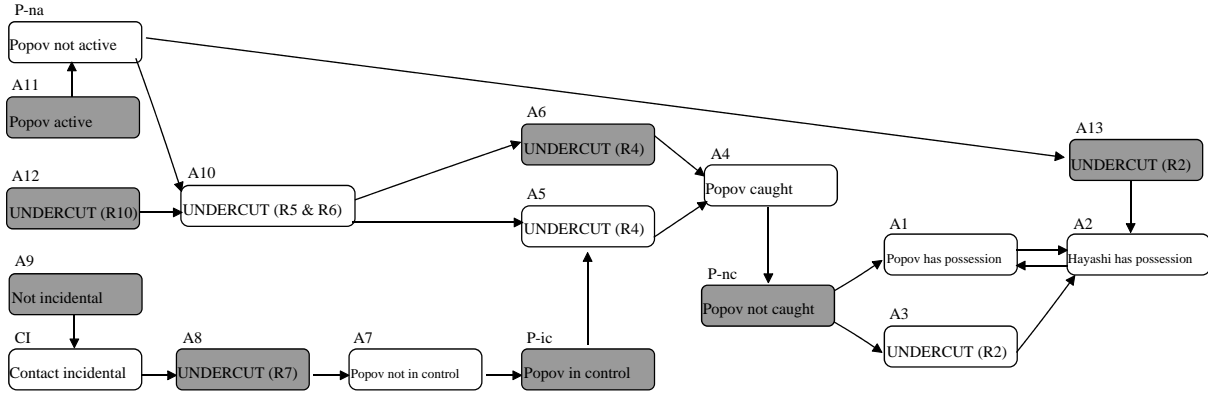 P-na
Popov not active
A11
Popov active
A12
UNDERCUT (R10)
A10
UNDERCUT (R5 & R6)
A6
UNDERCUT (R4)
A5
UNDERCUT (R4)
A4
Popov caught
A13
UNDERCUT (R2)
A1
Popov has possession
A2
Hayashi has possession
A9
Not incidental
P-nc
Popov not caught
A3
UNDERCUT (R2)
CI
Contact incidental
A8
UNDERCUT (R7)
A7
Popov not in control
P-ic
Popov in control